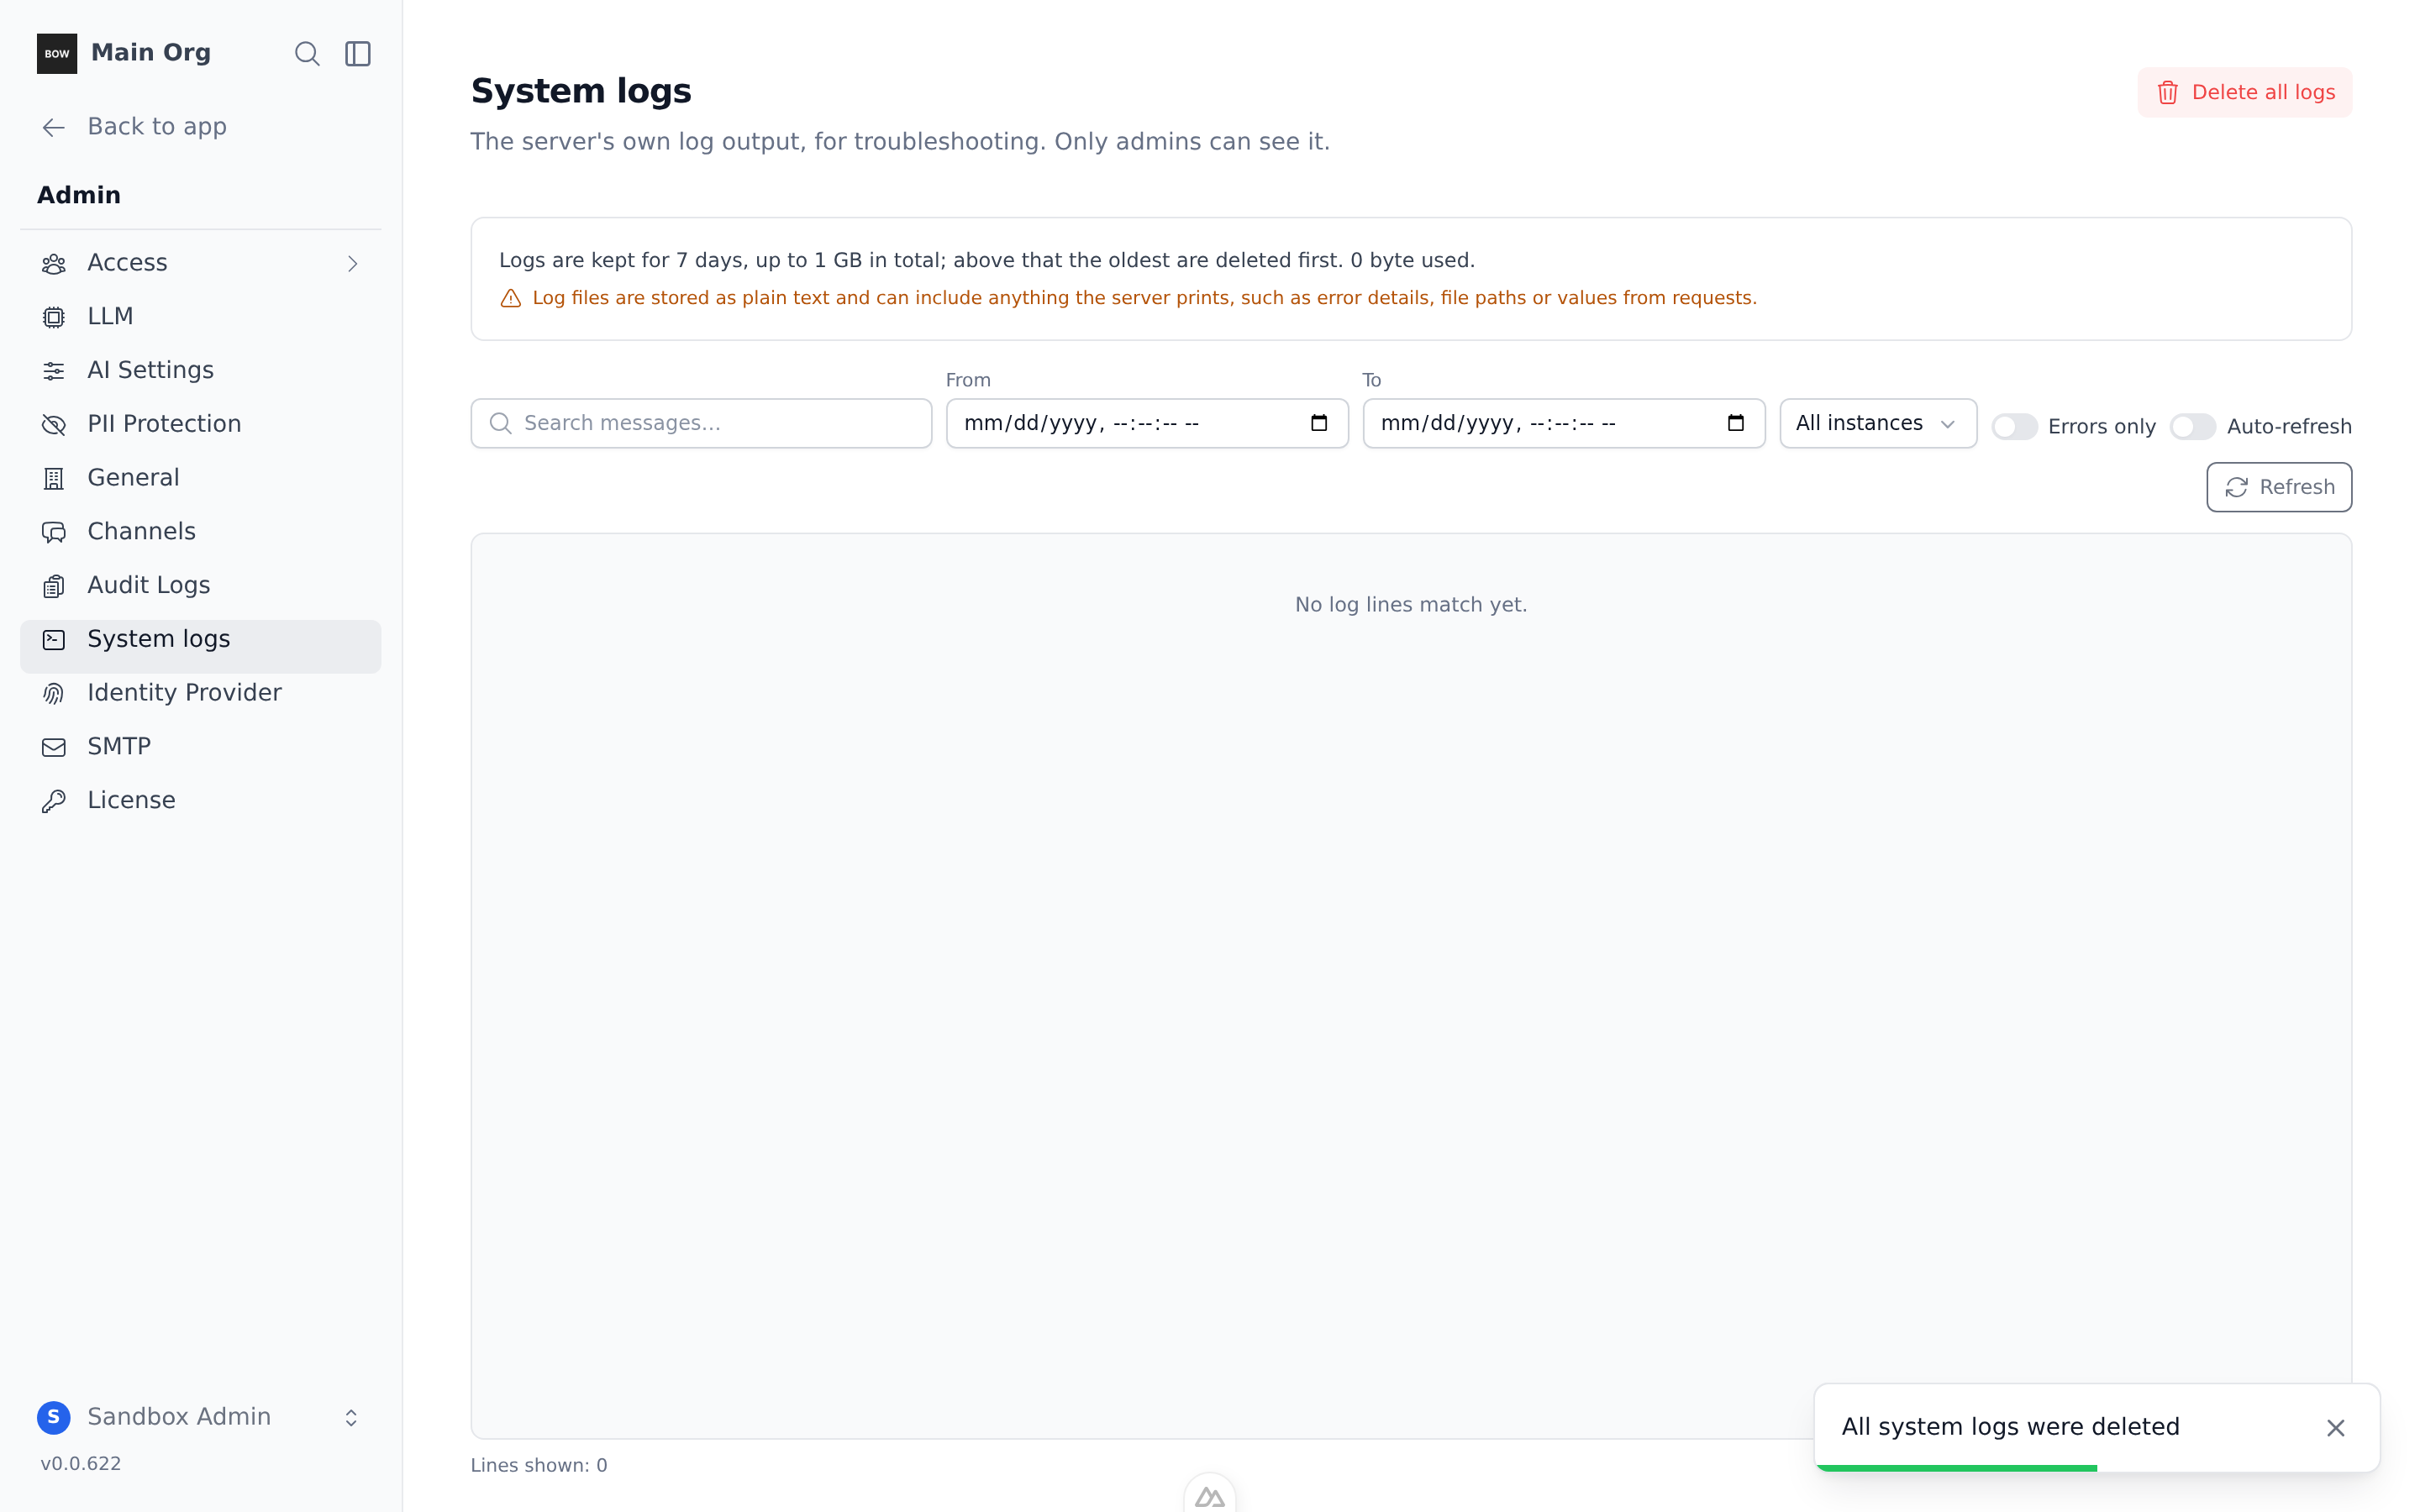 BOW Main Org
Back to app
Admin
Access
LLM
AI Settings
PII Protection
General
Channels
Audit Logs
System logs
Identity Provider
SMTP
License
S Sandbox Admin
v0.0.622
System logs
Delete all logs
The server's own log output, for troubleshooting. Only admins can see it.
Logs are kept for 7 days, up to 1 GB in total; above that the oldest are deleted first. 0 byte used.
Log files are stored as plain text and can include anything the server prints, such as error details, file paths or values from requests.
From To
Search messages... mm/dd/yyyy, --:--:-- -- mm/dd/yyyy, --:--:-- -- All instances Errors only Auto-refresh
Refresh
No log lines match yet.
All system logs were deleted
Lines shown: 0